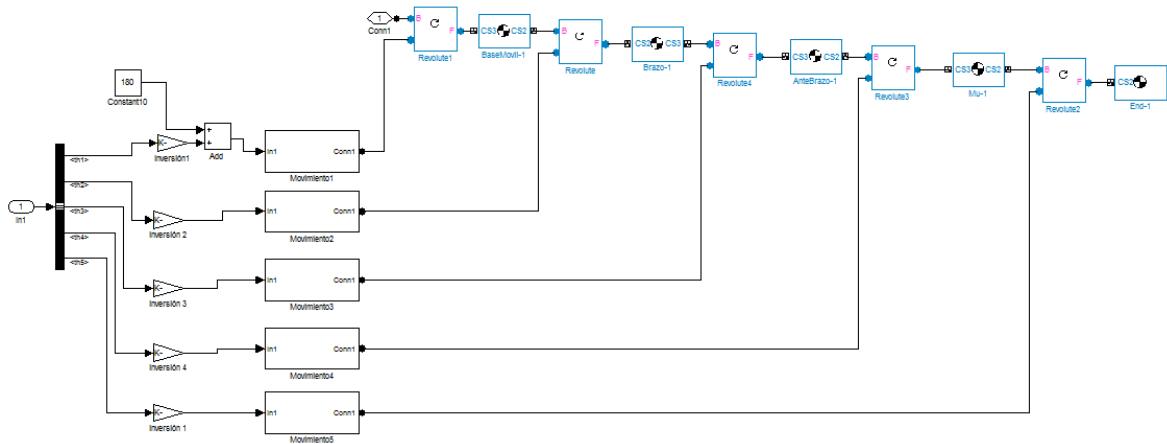 1
Conn1
B
F
Revolute1
CS3
CS2
BaseMovil-1
B
F
Revolute
CS2
CS3
Brazo-1
B
F
Revolute4
CS3
CS2
AnteBrazo-1
B
F
Revolute3
CS3
CS2
Mu-1
B
F
Revolute2
CS2
End-1
180
Constant10
+
+
Add
1
In1
<th1>
<th2>
<th3>
<th4>
<th5>
K-
Inversión1
In1
Conn1
Movimiento1
K-
Inversión 2
In1
Conn1
Movimiento2
K-
Inversión 3
In1
Conn1
Movimiento3
K-
Inversión 4
In1
Conn1
Movimiento4
K-
Inversión 1
In1
Conn1
Movimiento5